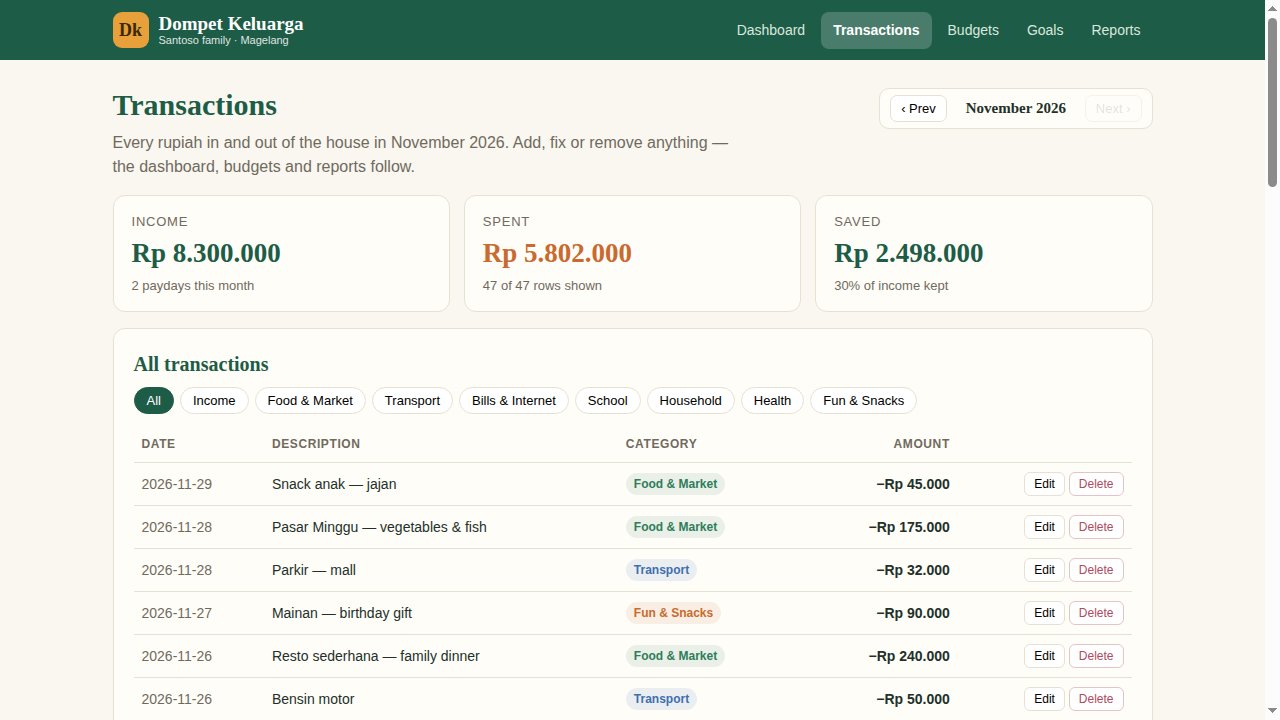 Dk
Dompet Keluarga
Santoso family · Magelang
Dashboard Transactions Budgets Goals Reports
Transactions
‹ Prev November 2026 Next ›
Every rupiah in and out of the house in November 2026. Add, fix or remove anything —
the dashboard, budgets and reports follow.
INCOME SPENT SAVED
Rp 8.300.000 Rp 5.802.000 Rp 2.498.000
2 paydays this month 47 of 47 rows shown 30% of income kept
All transactions
All Income Food & Market Transport Bills & Internet School Household Health Fun & Snacks
DATE DESCRIPTION CATEGORY AMOUNT
2026-11-29 Snack anak — jajan Food & Market −Rp 45.000 Edit Delete
2026-11-28 Pasar Minggu — vegetables & fish Food & Market −Rp 175.000 Edit Delete
2026-11-28 Parkir — mall Transport −Rp 32.000 Edit Delete
2026-11-27 Mainan — birthday gift Fun & Snacks −Rp 90.000 Edit Delete
2026-11-26 Resto sederhana — family dinner Food & Market −Rp 240.000 Edit Delete
2026-11-26 Bensin motor Transport −Rp 50.000 Edit Delete